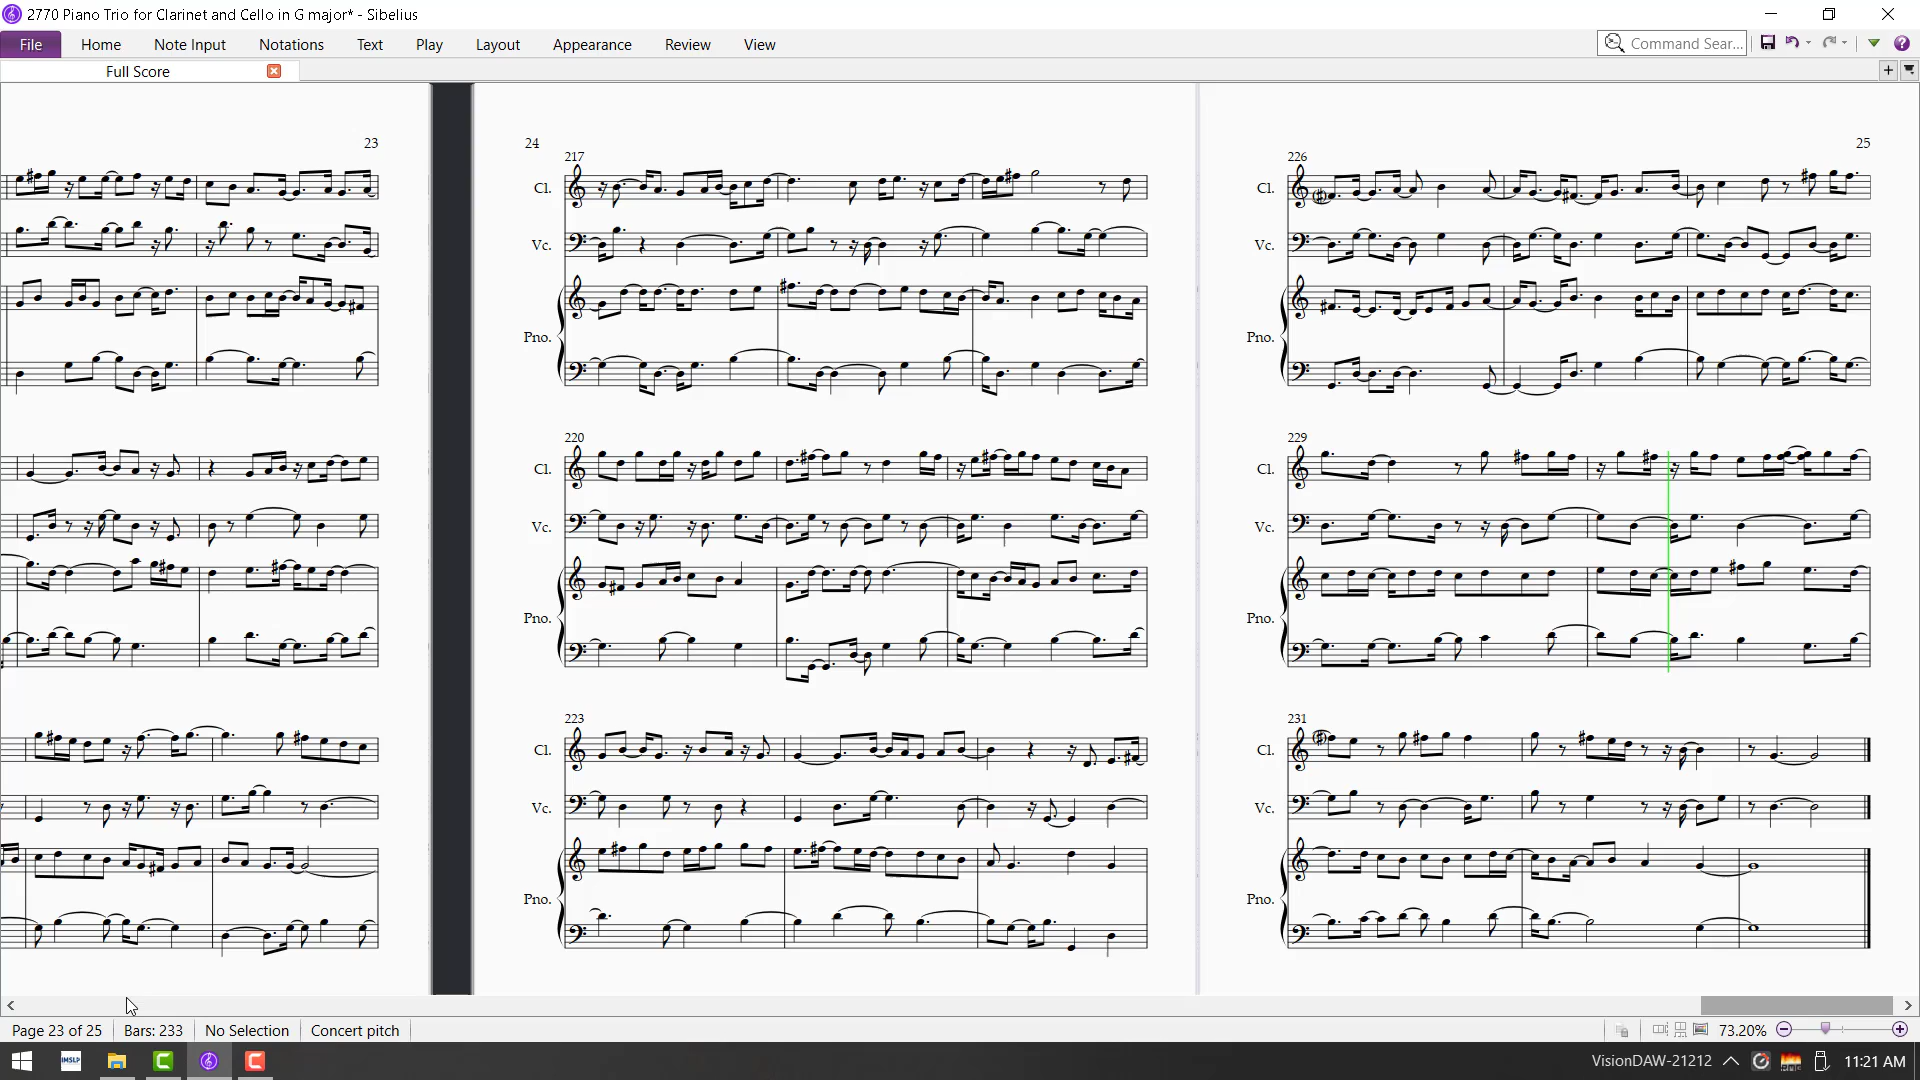 2770 Piano Trio for Clarinet and Cello in G major* - Sibelius
File Home Note Input Notations Text Play Layout Appearance Review View
Command Sear...
Full Score
23
24
217
Cl.
Vc.
Pno.
220
Cl.
Vc.
Pno.
223
Cl.
Vc.
Pno.
25
226
Cl.
Vc.
Pno.
229
Cl.
Vc.
Pno.
231
Cl.
Vc.
Pno.
Page 23 of 25 Bars: 233 No Selection Concert pitch 73.20%
IMSLP VisionDAW-21212 11:21 AM